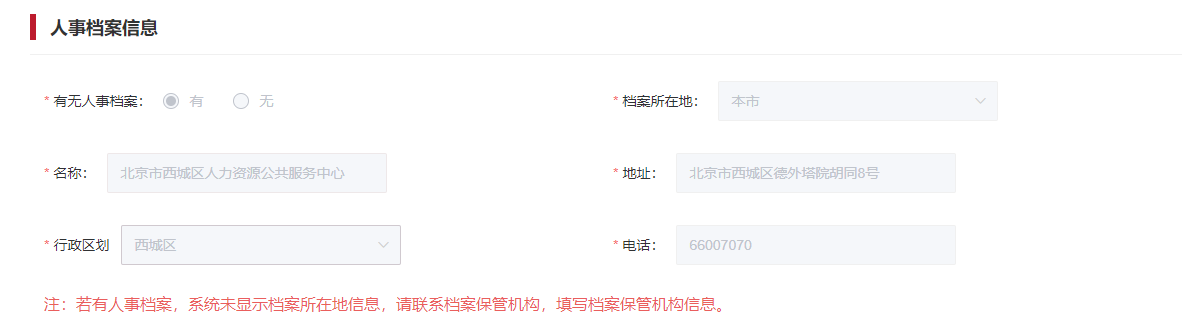 人事档案信息
* 有无人事档案： 有 无
* 档案所在地： 本市
* 名称： 北京市西城区人力资源公共服务中心
* 地址： 北京市西城区德外塔院胡同8号
* 行政区划 西城区
* 电话： 66007070
注：若有人事档案，系统未显示档案所在地信息，请联系档案保管机构，填写档案保管机构信息。